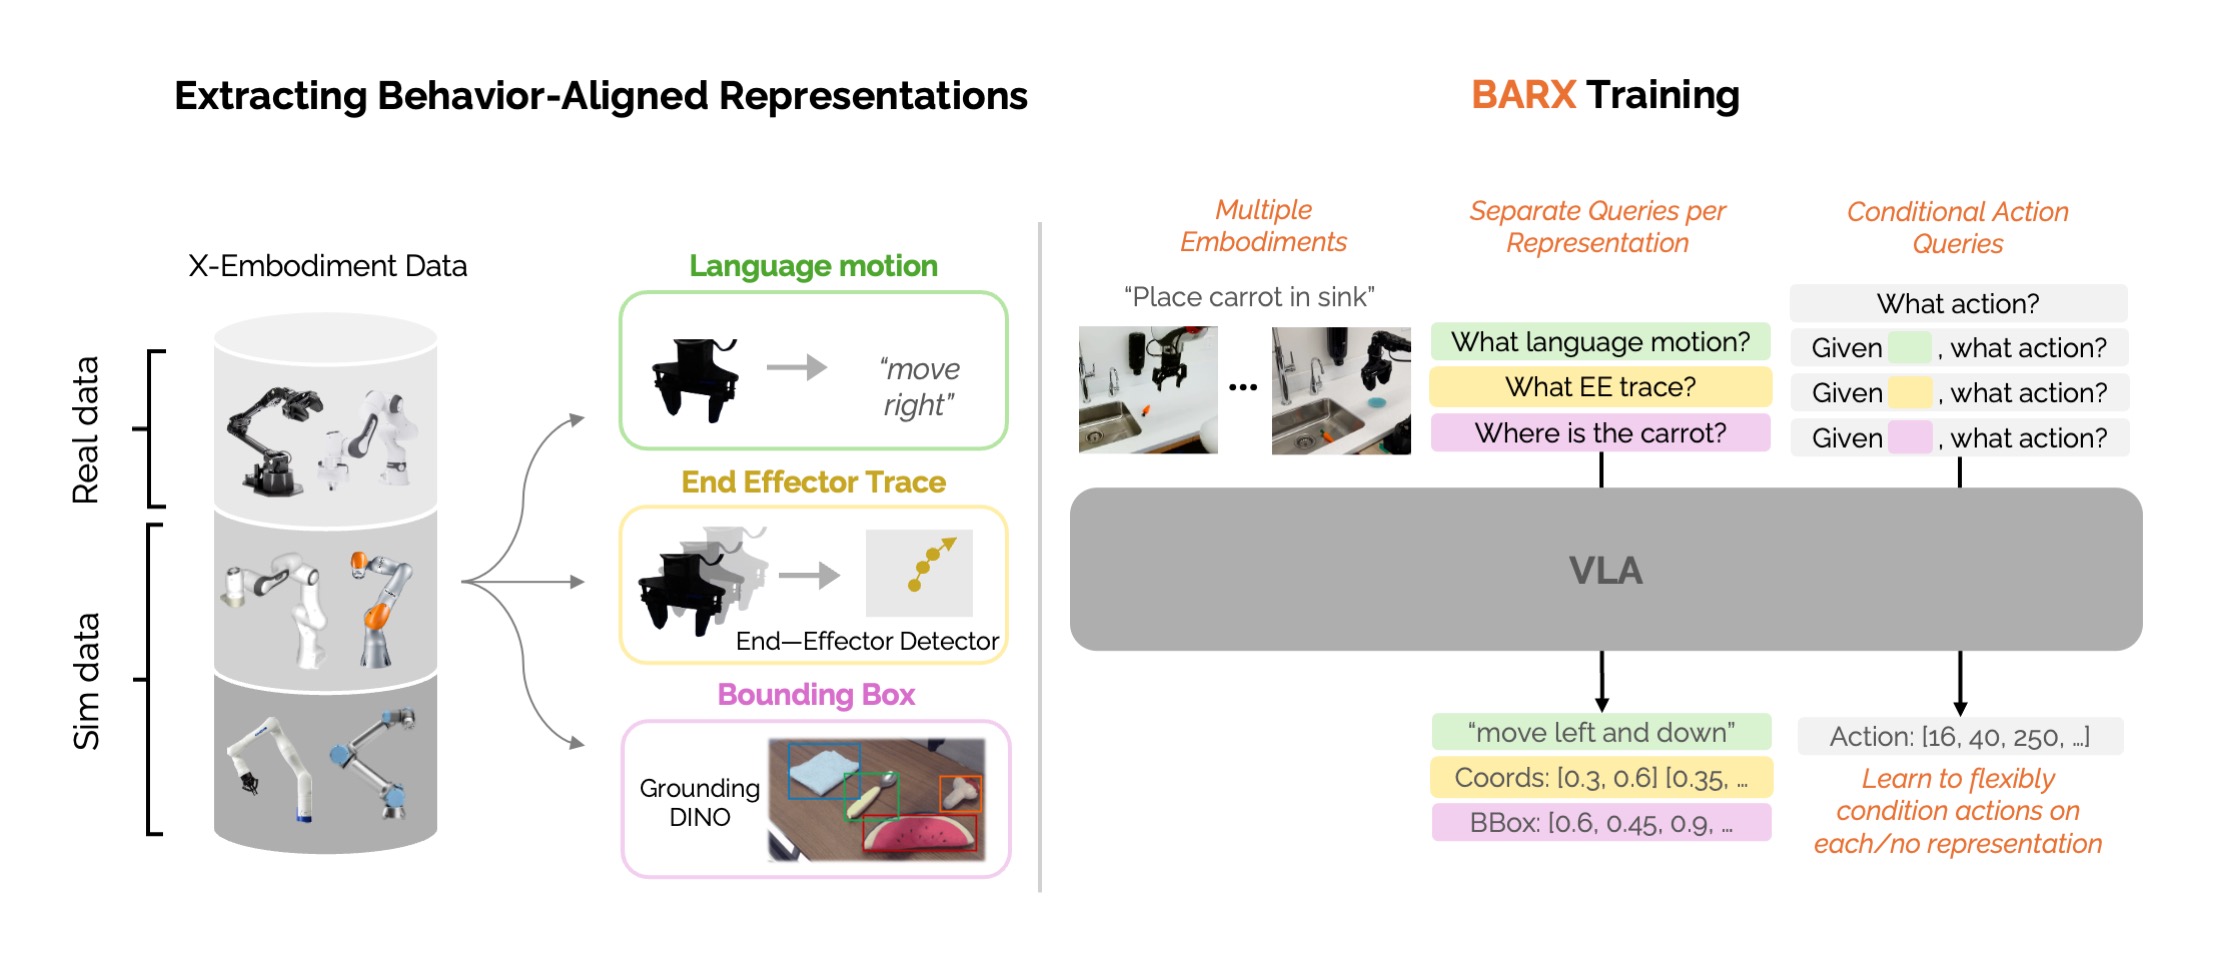 Extracting Behavior-Aligned Representations
X-Embodiment Data
Real data
Sim data
Language motion
“move
right”
End Effector Trace
End—Effector Detector
Bounding Box
Grounding
DINO
BARX Training
Multiple
Embodiments
“Place carrot in sink”
Separate Queries per
Representation
What language motion?
What EE trace?
Where is the carrot?
Conditional Action
Queries
What action?
Given , what action?
Given , what action?
Given , what action?
VLA
“move left and down”
Coords: [0.3, 0.6] [0.35, ...
BBox: [0.6, 0.45, 0.9, ...
Action: [16, 40, 250, ...]
Learn to flexibly
condition actions on
each/no representation